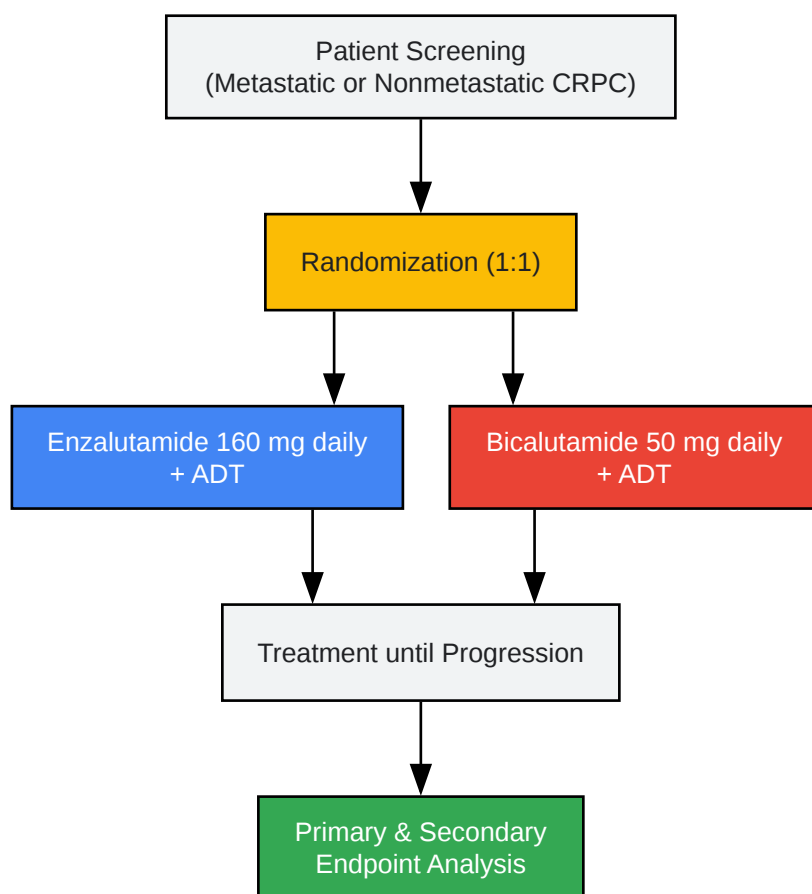 Patient Screening
(Metastatic or Nonmetastatic CRPC)
Randomization (1:1)
Enzalutamide 160 mg daily
+ ADT
Bicalutamide 50 mg daily
+ ADT
Treatment until Progression
Primary & Secondary
Endpoint Analysis